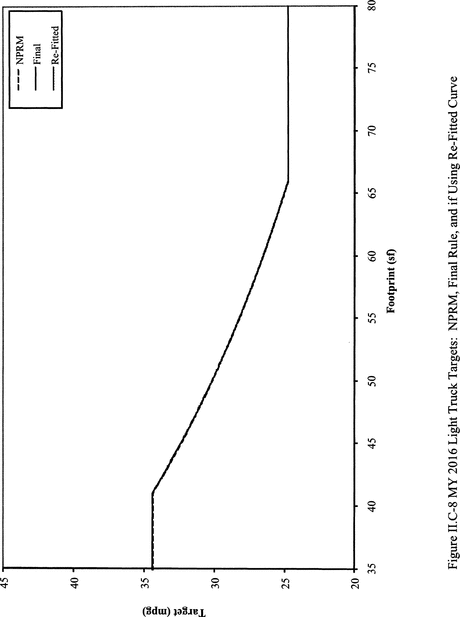 NPRM
Final
Re-Fitted
45
40
35
30
25
20
Target (mpg)
35
40
45
50
55
60
65
70
75
80
Footprint (sf)
Figure II.C-8 MY 2016 Light Truck Targets: NPRM, Final Rule, and if Using Re-Fitted Curve